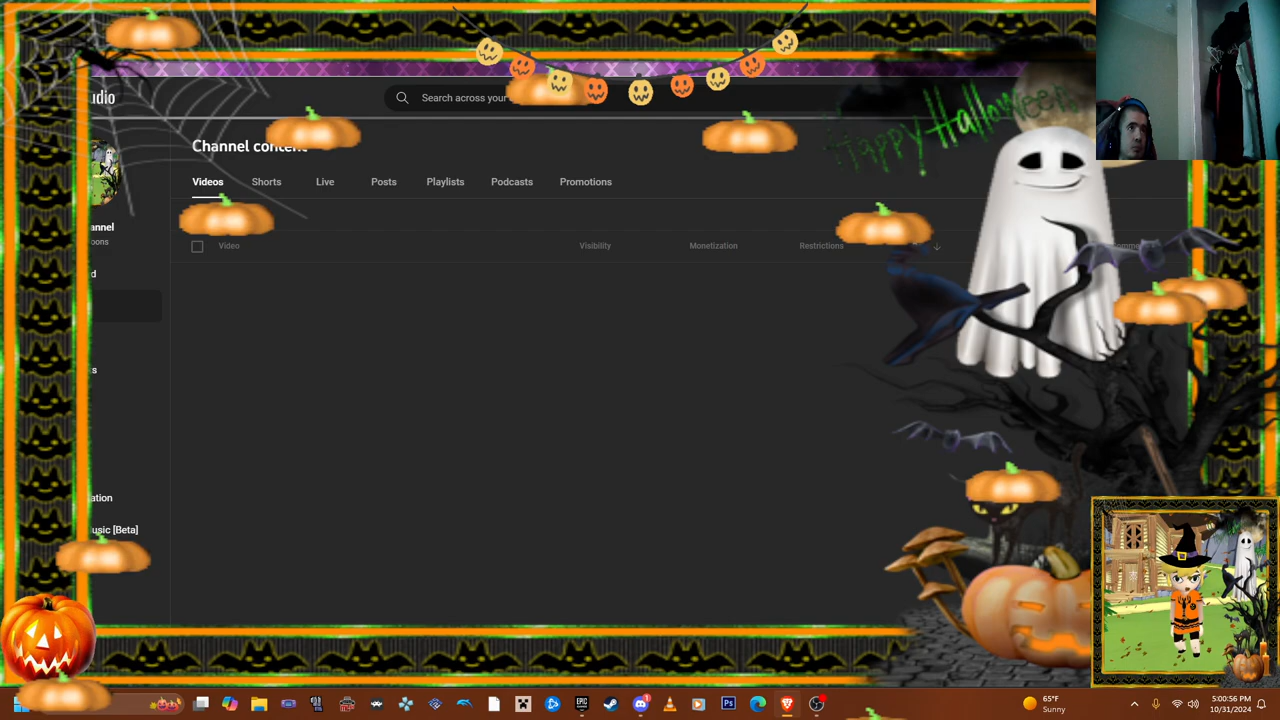 Happy Halloween
udio
Search across your
Channel content
Videos Shorts Live Posts Playlists Podcasts Promotions
annel
oons
Video Visibility Monetization Restrictions
d
s
ation
usic [Beta]
65°F
Sunny
5:00:56 PM
10/31/2024